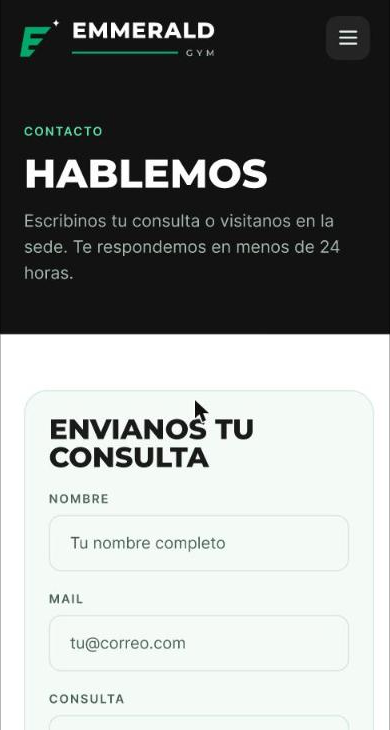 EMMERALD
GYM
CONTACTO
HABLEMOS
Escribinos tu consulta o visitanos en la
sede. Te respondemos en menos de 24
horas.
ENVIANOS TU
CONSULTA
NOMBRE
Tu nombre completo
MAIL
tu@correo.com
CONSULTA